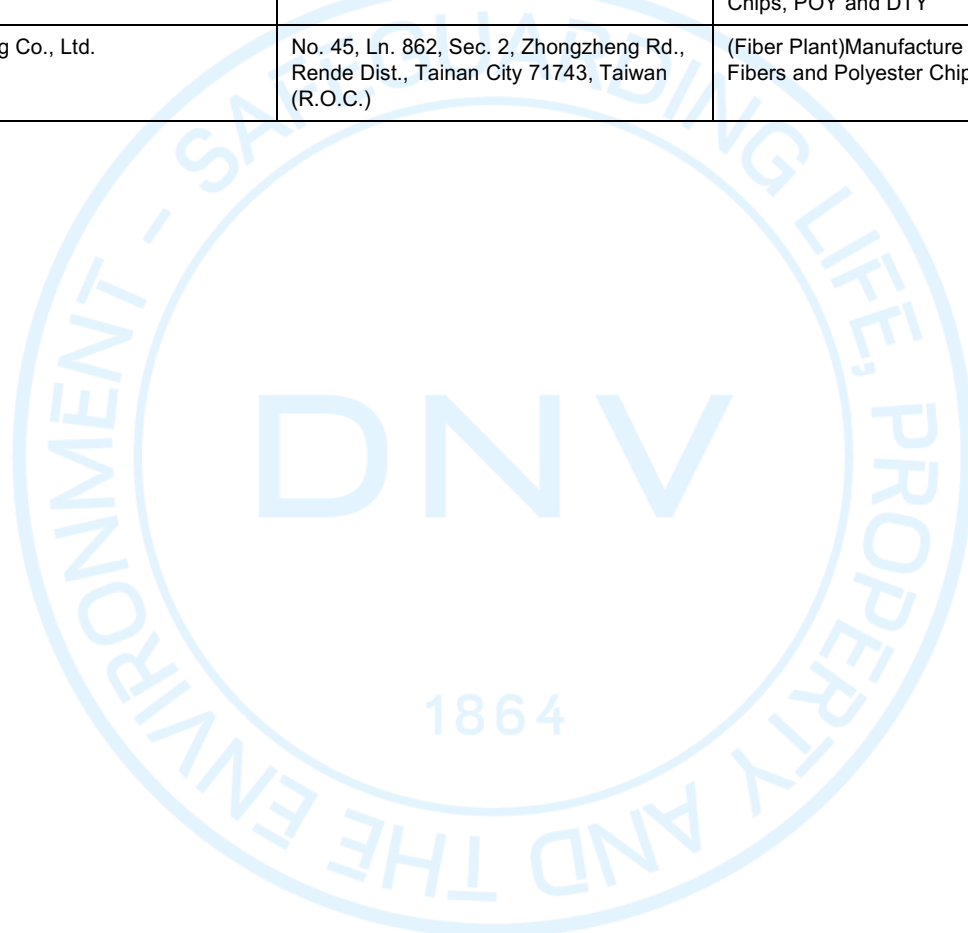 Chips, POY and DTY
g Co., Ltd.
No. 45, Ln. 862, Sec. 2, Zhongzheng Rd.,
Rende Dist., Tainan City 71743, Taiwan
(R.O.C.)
(Fiber Plant)Manufacture
Fibers and Polyester Chip
SAFEGUARDING LIFE, PROPERTY AND THE ENVIRONMENT -
DNV
1864